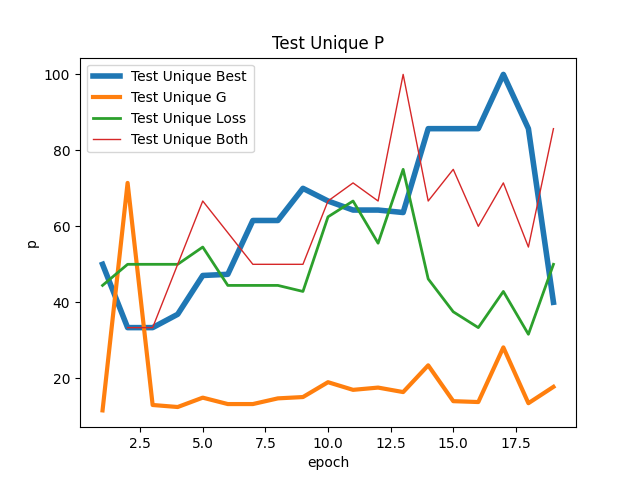 Test Unique P
Test Unique Best
Test Unique G
Test Unique Loss
Test Unique Both
p
100
80
60
40
20
2.5 5.0 7.5 10.0 12.5 15.0 17.5
epoch